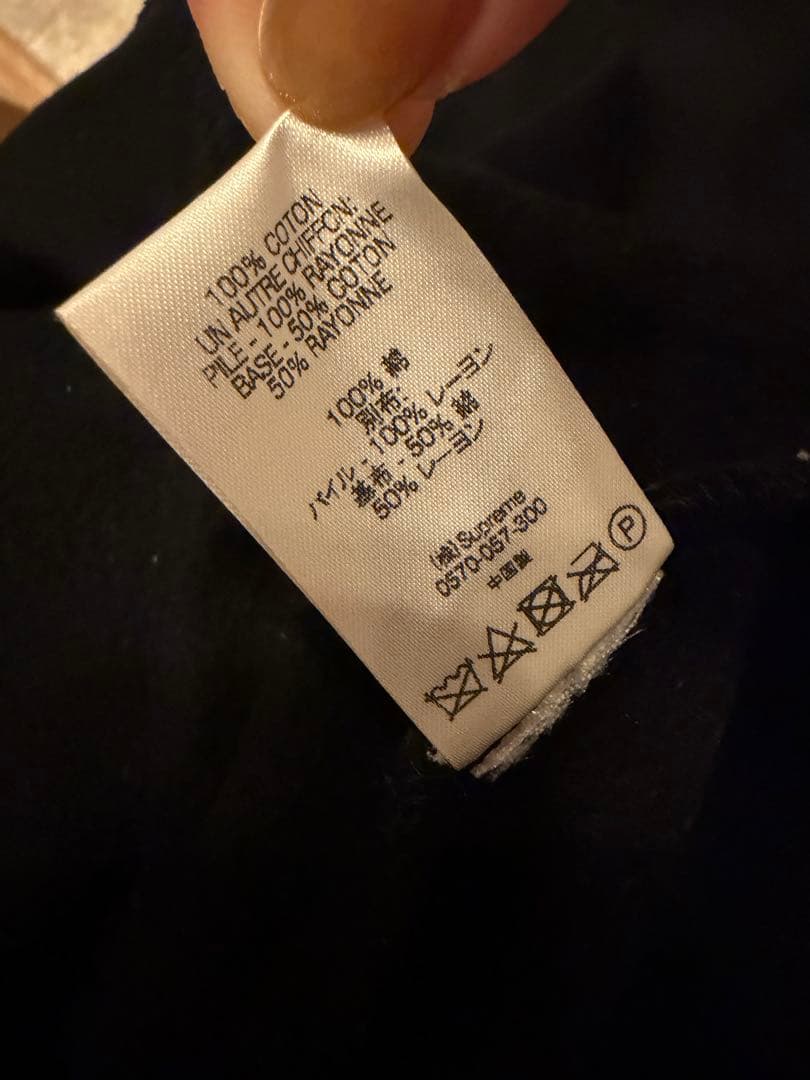 100% COTON
UN AUTRE CHIFFON:
PILE - 100% RAYONNE
BASE - 50% COTON
50% RAYONNE
100% 綿
別布:
パイル - 100% レーヨン
基布 - 50% 綿
50% レーヨン
(株) Supreme
0570-057-300
中国製
P